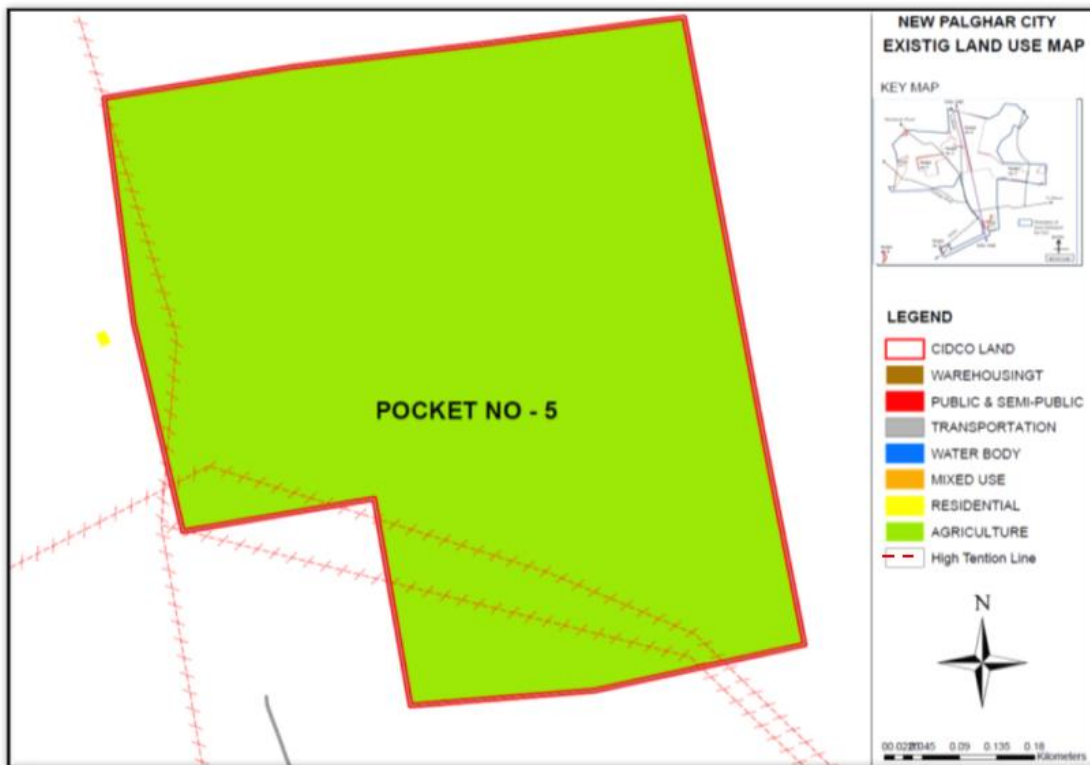 NEW PALGHAR CITY
EXISTIG LAND USE MAP
KEY MAP
POCKET NO - 5
LEGEND
CIDCO LAND
WAREHOUSINGT
PUBLIC & SEMI-PUBLIC
TRANSPORTATION
WATER BODY
MIXED USE
RESIDENTIAL
AGRICULTURE
High Tention Line
N
0.09 0.135 0.18
Kilometers